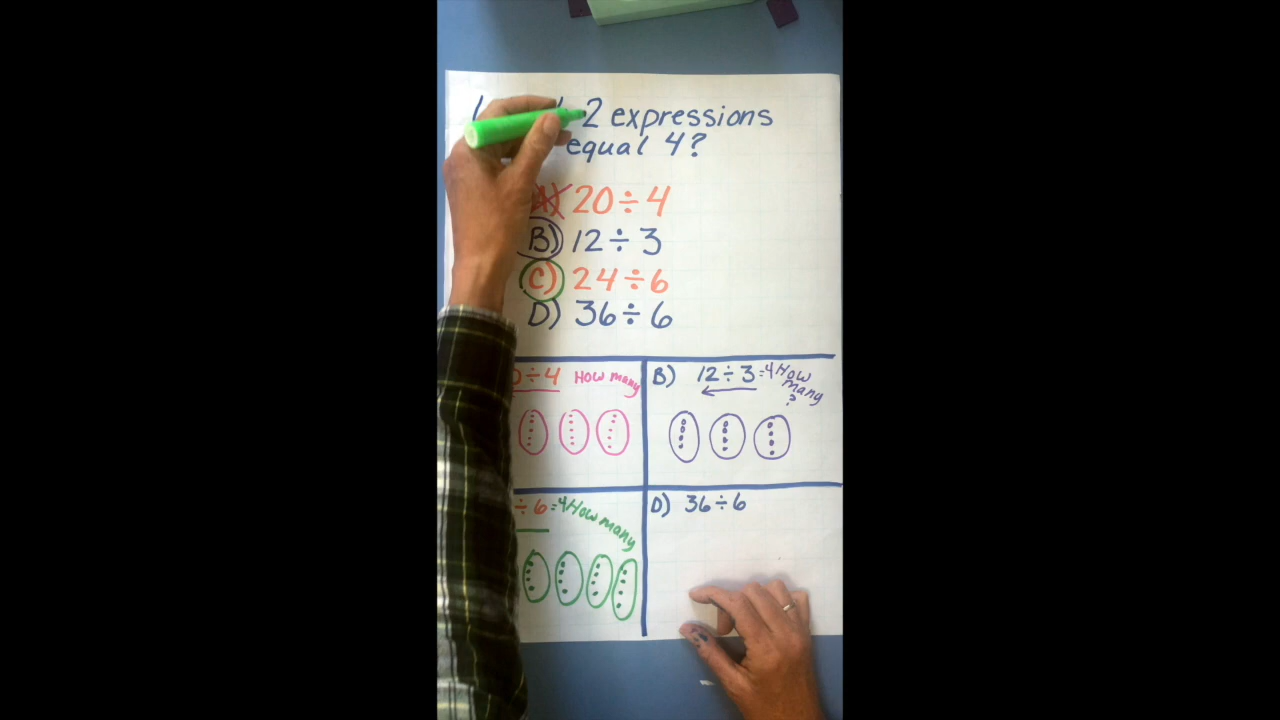 2 expressions
equal 4?
A) 20÷4
B) 12÷3
C) 24÷6
D) 36÷6
÷4 How many
B) 12÷3=4 How
many
?
÷6=4 How many
D) 36÷6